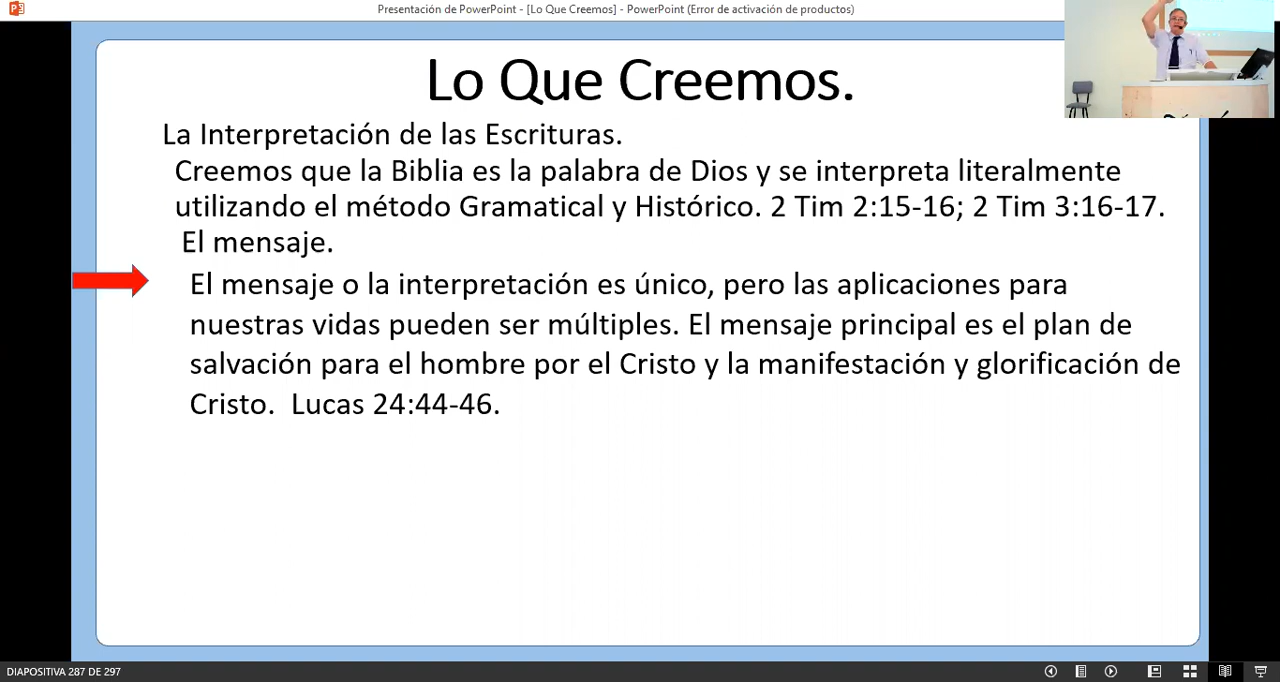 Presentación de PowerPoint - [Lo Que Creemos] - PowerPoint (Error de activación de productos)
Lo Que Creemos.
La Interpretación de las Escrituras.
Creemos que la Biblia es la palabra de Dios y se interpreta literalmente
utilizando el método Gramatical y Histórico. 2 Tim 2:15-16; 2 Tim 3:16-17.
El mensaje.
El mensaje o la interpretación es único, pero las aplicaciones para
nuestras vidas pueden ser múltiples. El mensaje principal es el plan de
salvación para el hombre por el Cristo y la manifestación y glorificación de
Cristo. Lucas 24:44-46.
DIAPOSITIVA 287 DE 297